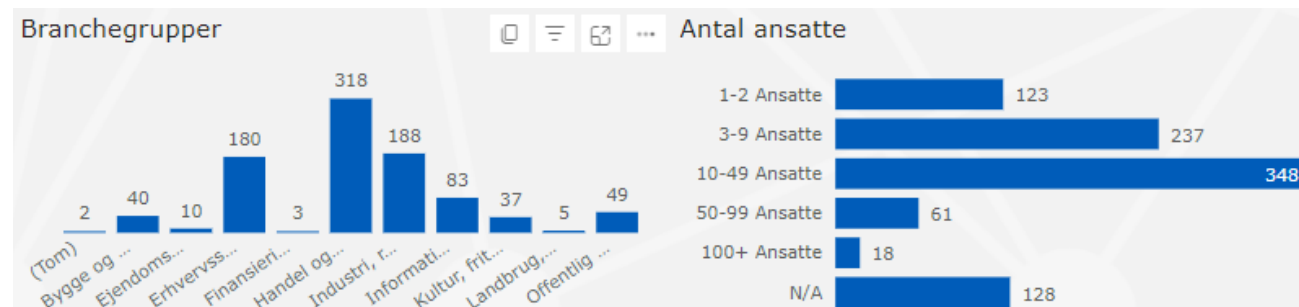 Branchegrupper
318
180
188
83
40
37
49
2
10
3
5
(Tom)
Bygge og ...
Ejendoms...
Erhvervss...
Finansieri...
Handel og...
Industri, r...
Informati...
Kultur, frit...
Landbrug,...
Offentlig ...
Antal ansatte
1-2 Ansatte 123
3-9 Ansatte 237
10-49 Ansatte 348
50-99 Ansatte 61
100+ Ansatte 18
N/A 128